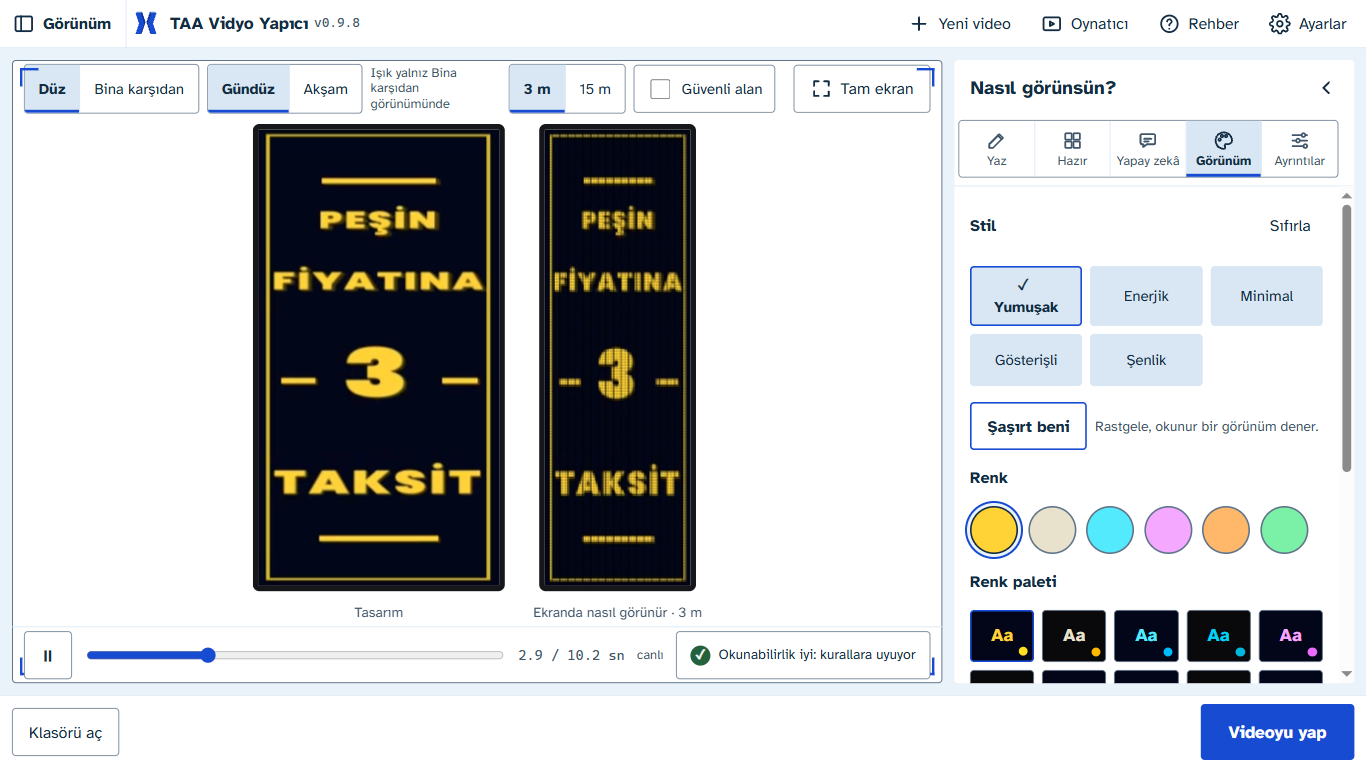 Görünüm
TAA Vidyo Yapıcı v0.9.8
Yeni video
Oynatıcı
Rehber
Ayarlar
Düz
Bina karşıdan
Gündüz
Akşam
Işık yalnız Bina
karşıdan
görünümünde
3 m
15 m
Güvenli alan
Tam ekran
PEŞİN
FİYATINA
3
TAKSİT
PEŞİN
FİYATINA
3
TAKSİT
Tasarım
Ekranda nasıl görünür · 3 m
2.9 / 10.2 sn
canlı
Okunabilirlik iyi: kurallara uyuyor
Nasıl görünsün?
Yaz
Hazır
Yapay zekâ
Görünüm
Ayrıntılar
Stil
Sıfırla
✓
Yumuşak
Enerjik
Minimal
Gösterişli
Şenlik
Şaşırt beni
Rastgele, okunur bir görünüm dener.
Renk
Renk paleti
Aa
Aa
Aa
Aa
Aa
Klasörü aç
Videoyu yap